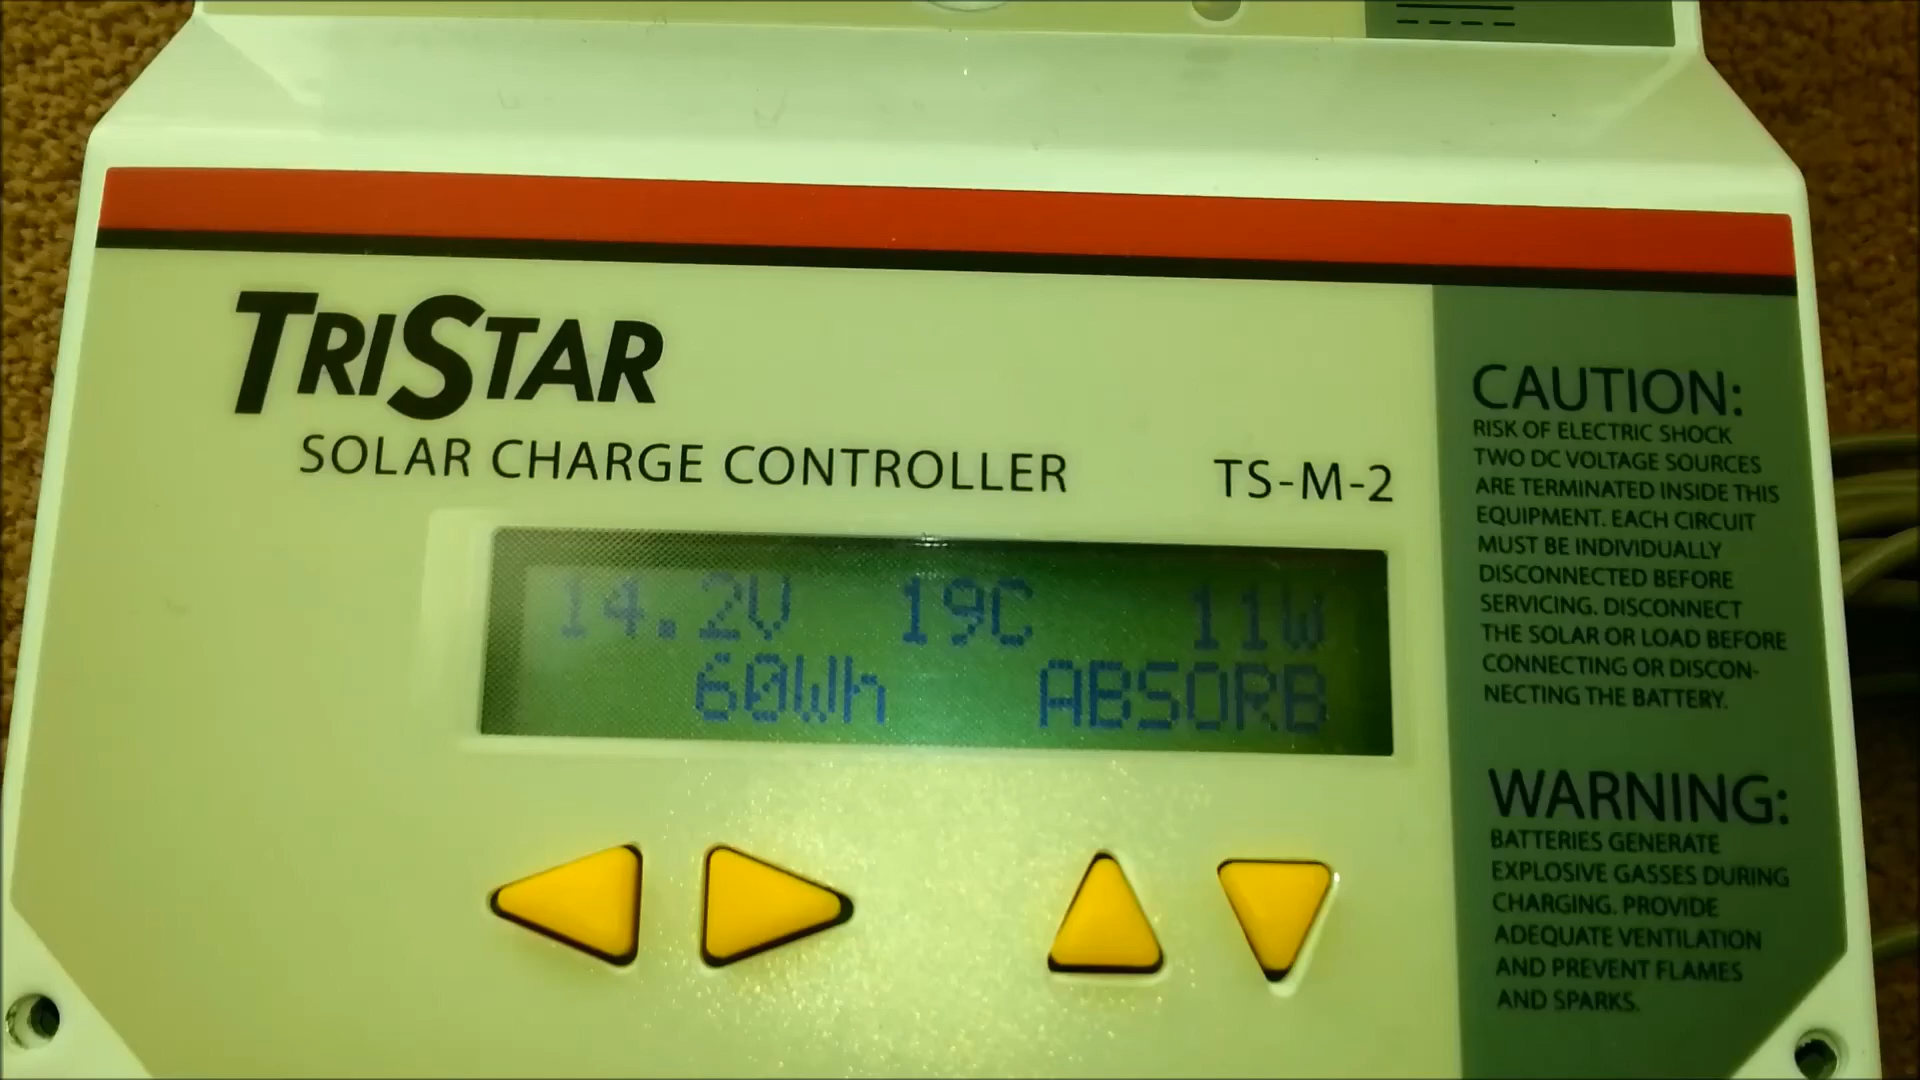 TRISTAR
SOLAR CHARGE CONTROLLER
TS-M-2
14.2V 19C 11W
60Wh ABSORB
CAUTION:
RISK OF ELECTRIC SHOCK
TWO DC VOLTAGE SOURCES
ARE TERMINATED INSIDE THIS
EQUIPMENT. EACH CIRCUIT
MUST BE INDIVIDUALLY
DISCONNECTED BEFORE
SERVICING. DISCONNECT
THE SOLAR OR LOAD BEFORE
CONNECTING OR DISCON-
NECTING THE BATTERY.
WARNING:
BATTERIES GENERATE
EXPLOSIVE GASSES DURING
CHARGING. PROVIDE
ADEQUATE VENTILATION
AND PREVENT FLAMES
AND SPARKS.